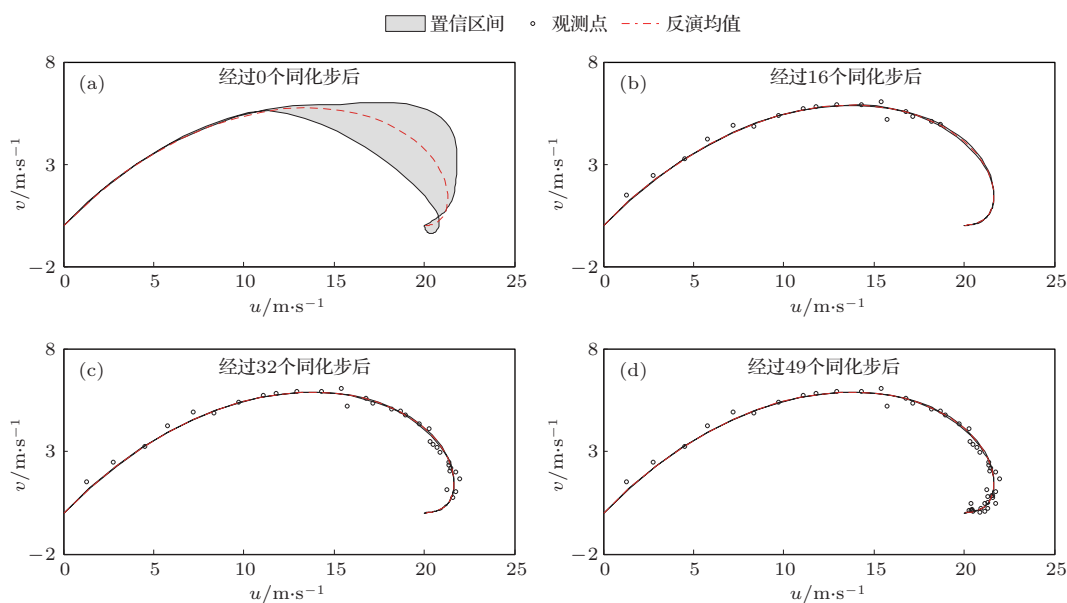 置信区间 观测点 反演均值
(a) 经过0个同化步后
8
3
−2
v/m·s−1
0 5 10 15 20 25
u/m·s−1
(b) 经过16个同化步后
8
3
−2
v/m·s−1
0 5 10 15 20 25
u/m·s−1
(c) 经过32个同化步后
8
3
−2
v/m·s−1
0 5 10 15 20 25
u/m·s−1
(d) 经过49个同化步后
8
3
−2
v/m·s−1
0 5 10 15 20 25
u/m·s−1